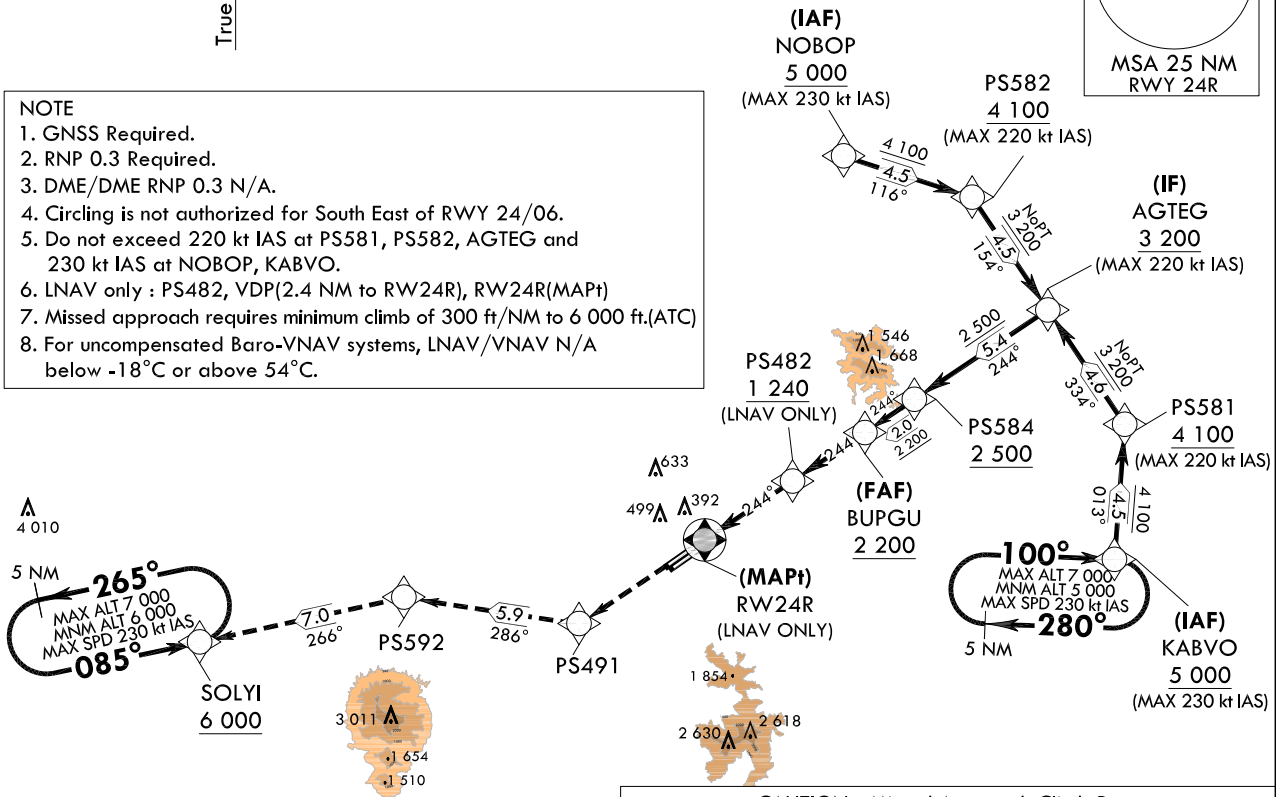 True
(IAF)
NOBOP
5 000
(MAX 230 kt IAS)
MSA 25 NM
RWY 24R
PS582
4 100
(MAX 220 kt IAS)
NOTE
1. GNSS Required.
2. RNP 0.3 Required.
3. DME/DME RNP 0.3 N/A.
4. Circling is not authorized for South East of RWY 24/06.
5. Do not exceed 220 kt IAS at PS581, PS582, AGTEG and
230 kt IAS at NOBOP, KABVO.
6. LNAV only : PS482, VDP(2.4 NM to RW24R), RW24R(MAPt)
7. Missed approach requires minimum climb of 300 ft/NM to 6 000 ft.(ATC)
8. For uncompensated Baro-VNAV systems, LNAV/VNAV N/A
below -18°C or above 54°C.
4 100
4.5
116°
(IF)
AGTEG
3 200
(MAX 220 kt IAS)
NoPT
3 200
4.5
154°
2 500
5.4
244°
1 546
1 668
PS482
1 240
(LNAV ONLY)
NoPT
3 200
4.6
334°
PS581
4 100
(MAX 220 kt IAS)
244°
2.0
2 200
PS584
2 500
244
(FAF)
BUPGU
2 200
633
499
392
244°
4 100
4.5
013°
4 010
5 NM
265°
MAX ALT 7 000
MNM ALT 6 000
MAX SPD 230 kt IAS
085°
SOLYI
6 000
7.0
266°
PS592
5.9
286°
PS491
(MAPt)
RW24R
(LNAV ONLY)
100°
MAX ALT 7 000
MNM ALT 5 000
MAX SPD 230 kt IAS
280°
5 NM
(IAF)
KABVO
5 000
(MAX 230 kt IAS)
1 854
3 011
1 654
1 510
2 630
2 618